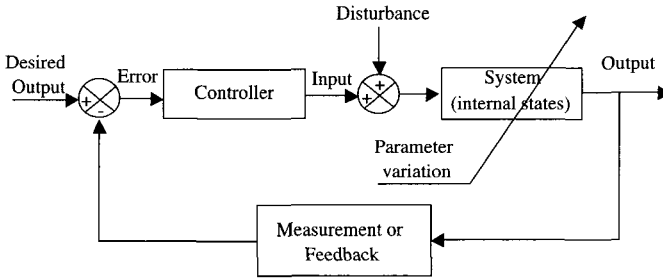 Disturbance
Desired
Output
Error
Controller
Input
System
(internal states)
Output
+
-
+
+
Parameter
variation
Measurement or
Feedback